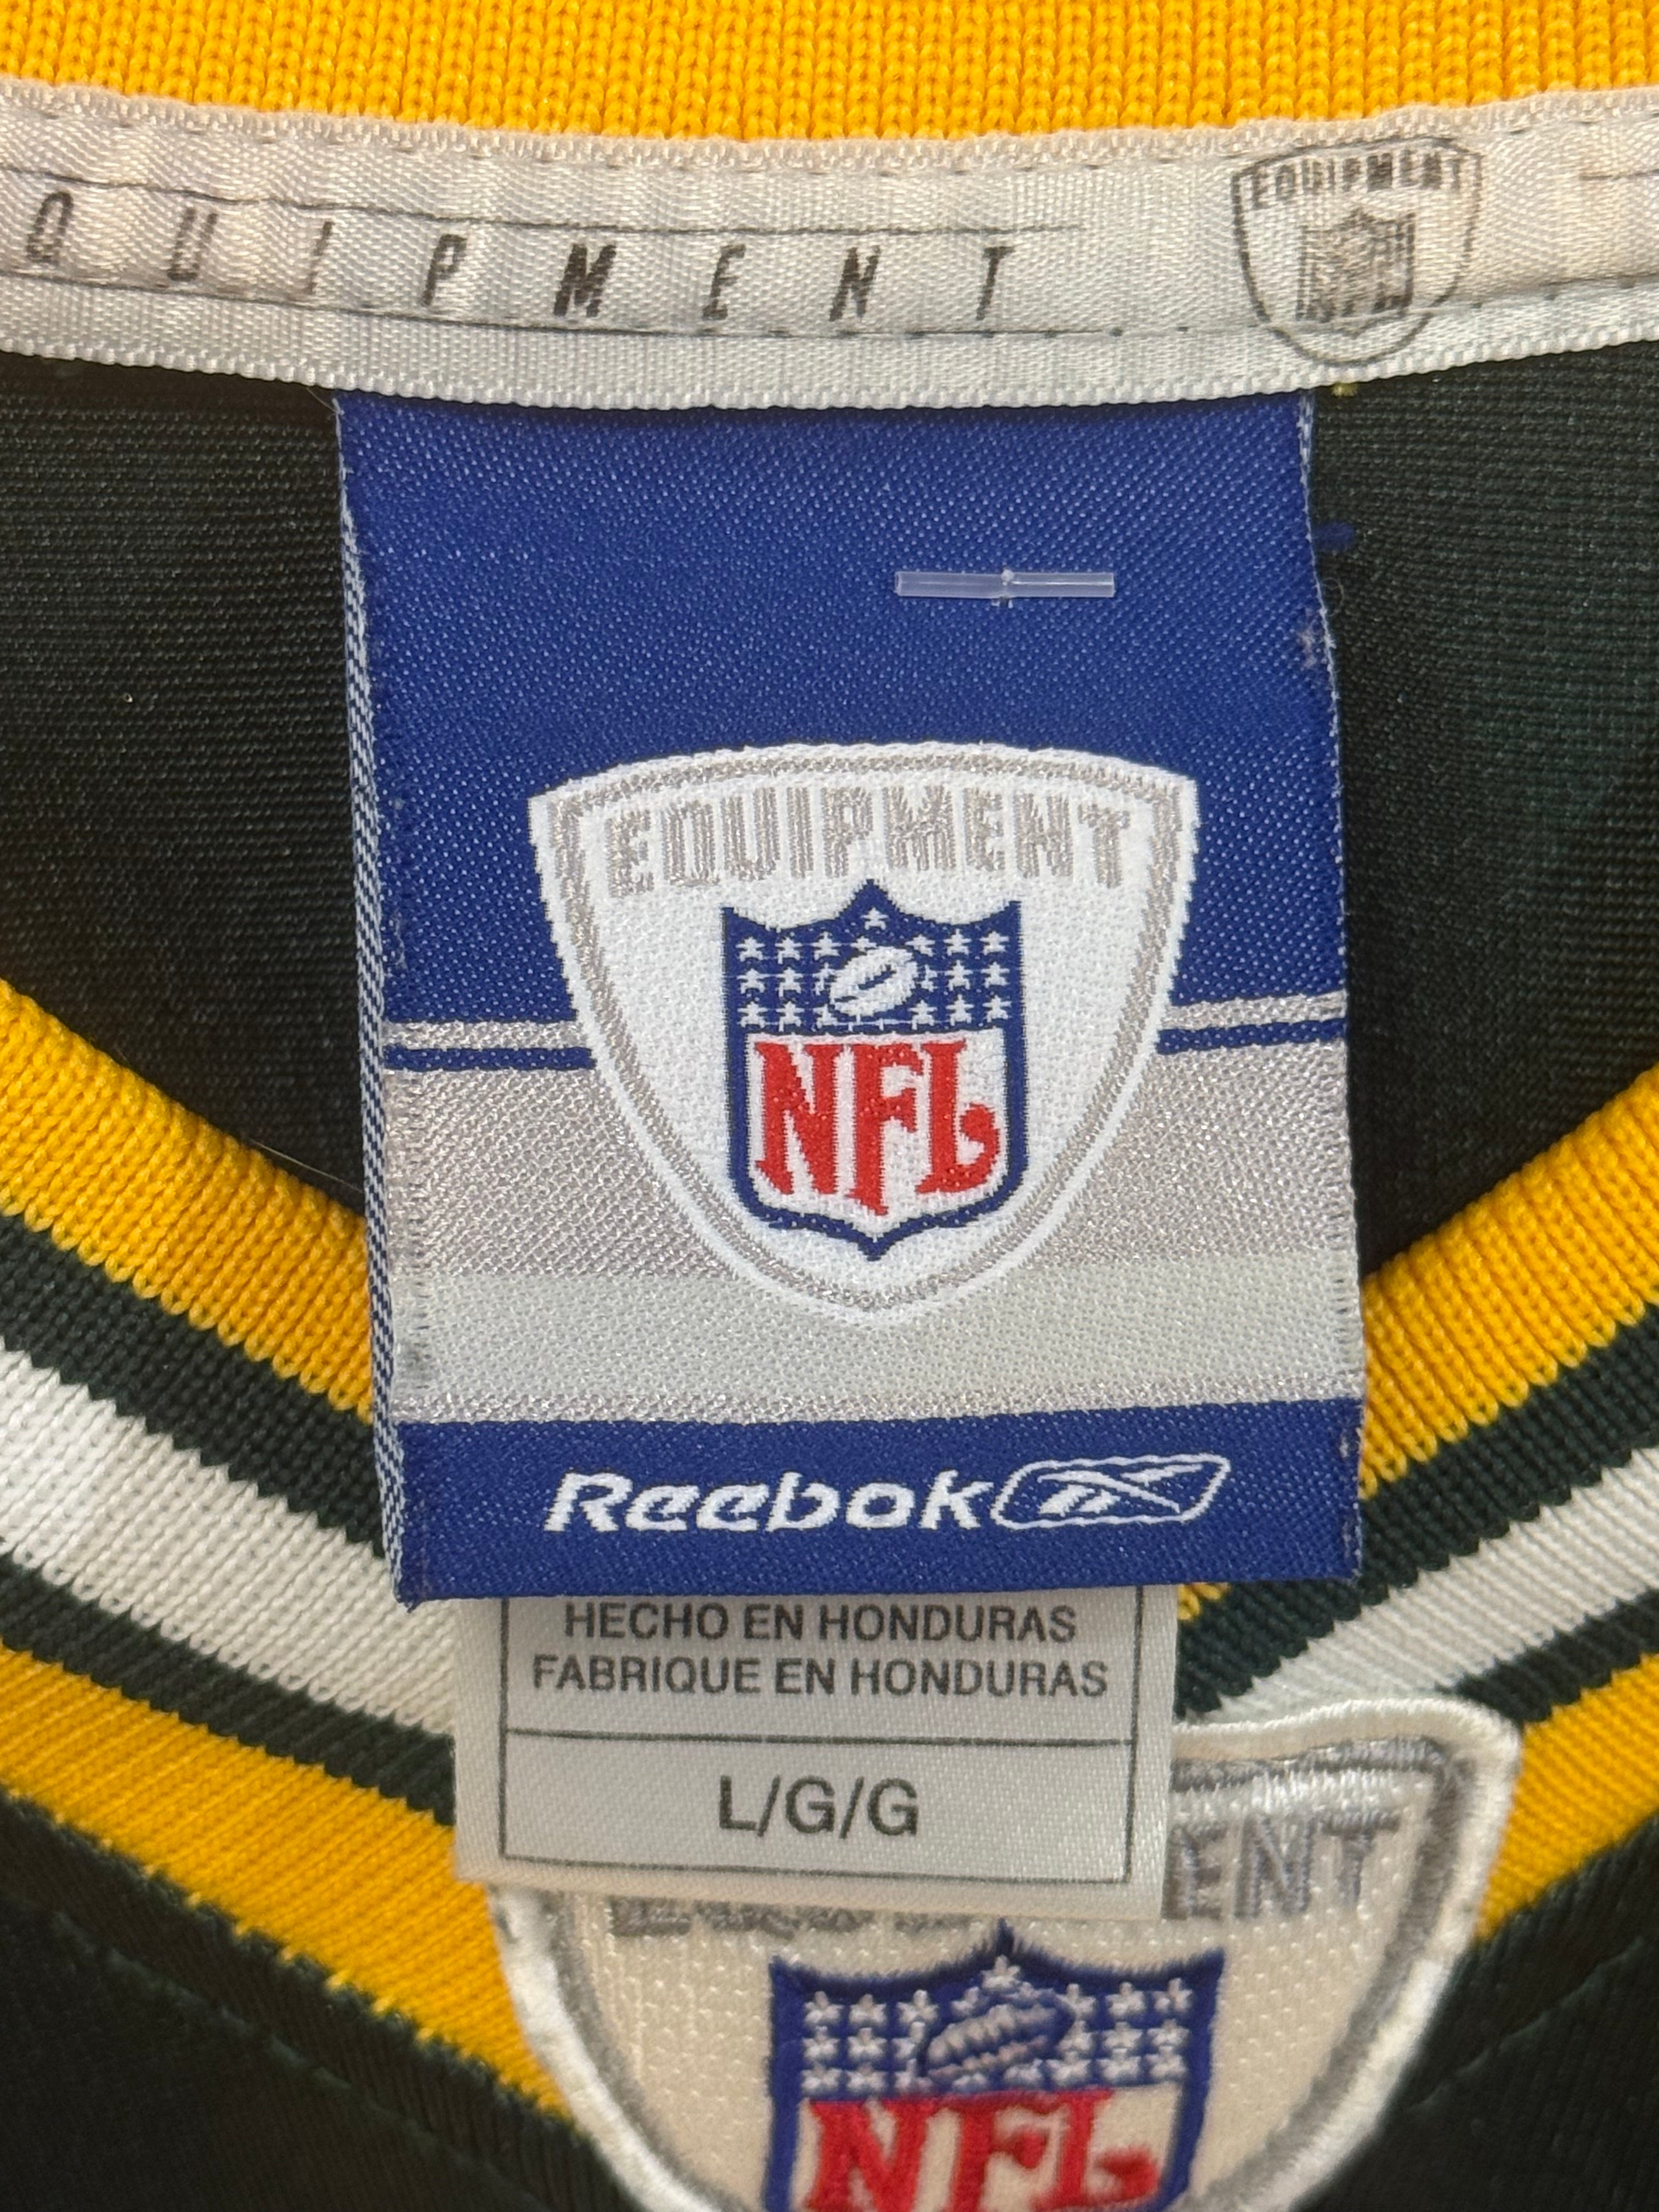 QUIPMENT
EQUIPMENT
NFL
EQUIPMENT
NFL
Reebok
HECHO EN HONDURAS
FABRIQUE EN HONDURAS
L/G/G
ENT
NFL